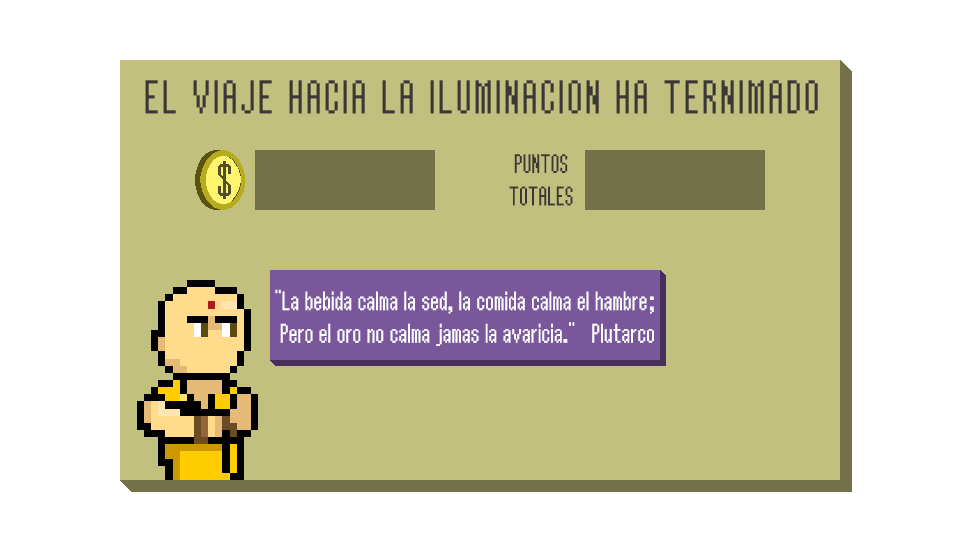 EL VIAJE HACIA LA ILUMINACION HA TERNIMADO
$
PUNTOS
TOTALES
"La bebida calma la sed, la comida calma el hambre;
Pero el oro no calma jamas la avaricia." Plutarco